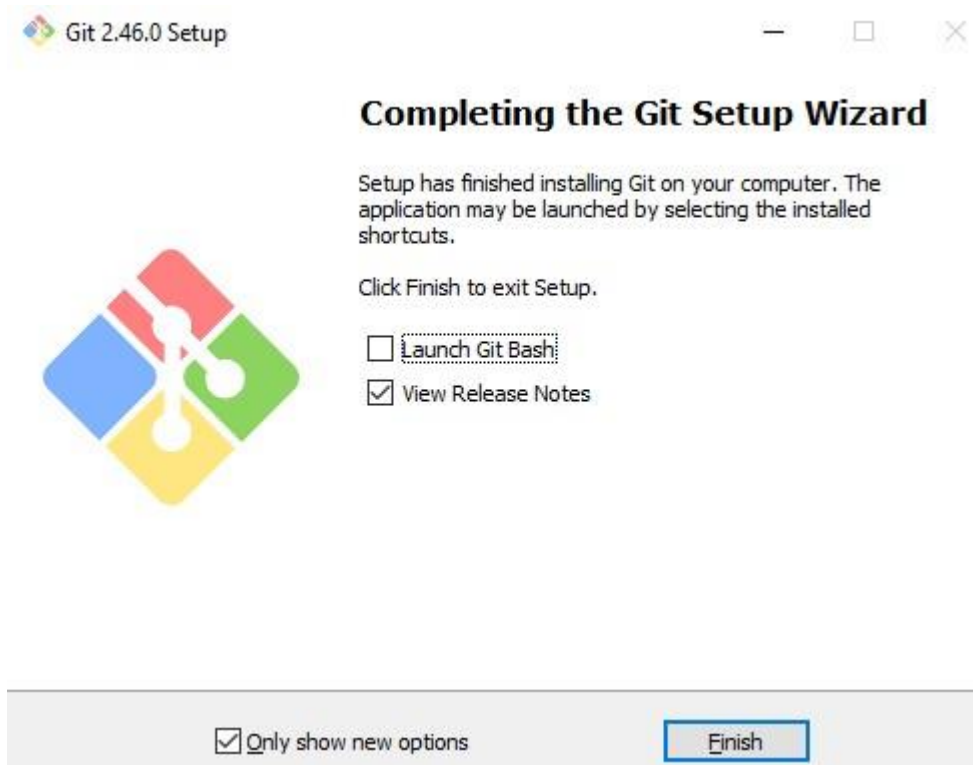 Git 2.46.0 Setup
Completing the Git Setup Wizard
Setup has finished installing Git on your computer. The
application may be launched by selecting the installed
shortcuts.
Click Finish to exit Setup.
Launch Git Bash
View Release Notes
Only show new options
Finish